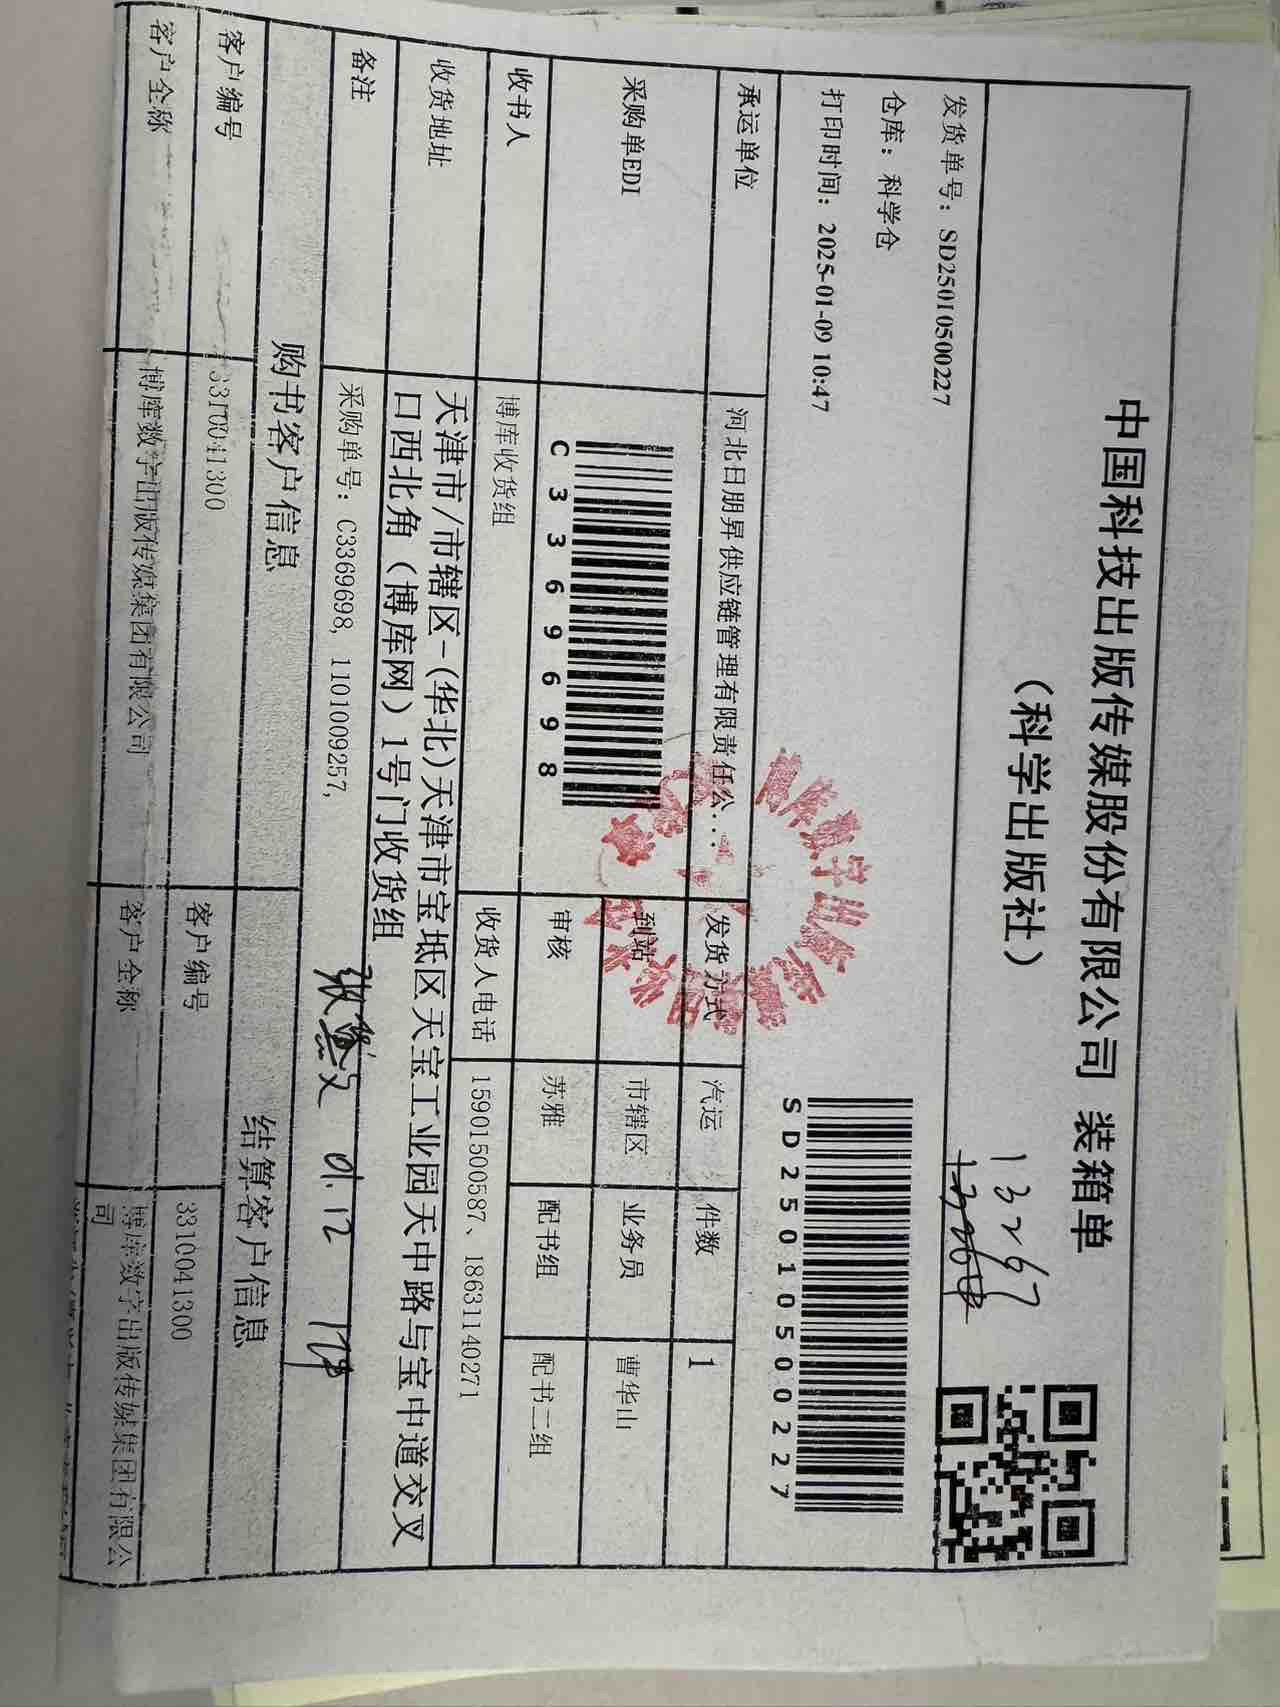 中国科技出版传媒股份有限公司 装箱单
（科学出版社）
13267
发货单号：SD25010500227
仓库：科学仓
打印时间：2025-01-09 10:47
SD25010500227
承运单位 河北日朋昇供应链管理有限责任公... 发货方式 汽运 件数 1
采购单EDI C3369698 到站 市辖区 业务员 曹华山
审核 苏雅 配书组 配书二组
收书人 博库收货组 收货人电话 15901500587、18631140271
收货地址 天津市/市辖区-(华北)天津市宝坻区天宝工业园天中路与宝中道交叉
口西北角（博库网）1号门收货组
备注 采购单号：C3369698, 1101009257,
01.12 1件
购书客户信息 结算客户信息
客户编号 3310041300 客户编号 3310041300
客户全称 博库数字出版传媒集团有限公司 客户全称 博库数字出版传媒集团有限公
司